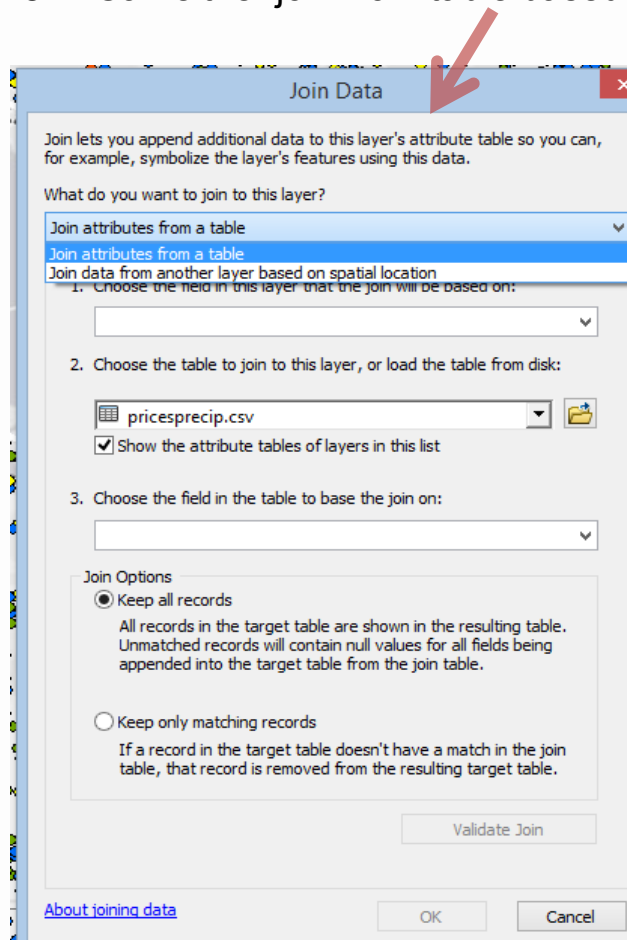 Join Data
Join lets you append additional data to this layer's attribute table so you can,
for example, symbolize the layer's features using this data.
What do you want to join to this layer?
Join attributes from a table
Join attributes from a table
Join data from another layer based on spatial location
1. Choose the field in this layer that the join will be based on:
2. Choose the table to join to this layer, or load the table from disk:
pricesprecip.csv
Show the attribute tables of layers in this list
3. Choose the field in the table to base the join on:
Join Options
Keep all records
All records in the target table are shown in the resulting table.
Unmatched records will contain null values for all fields being
appended into the target table from the join table.
Keep only matching records
If a record in the target table doesn't have a match in the join
table, that record is removed from the resulting target table.
Validate Join
About joining data
OK
Cancel